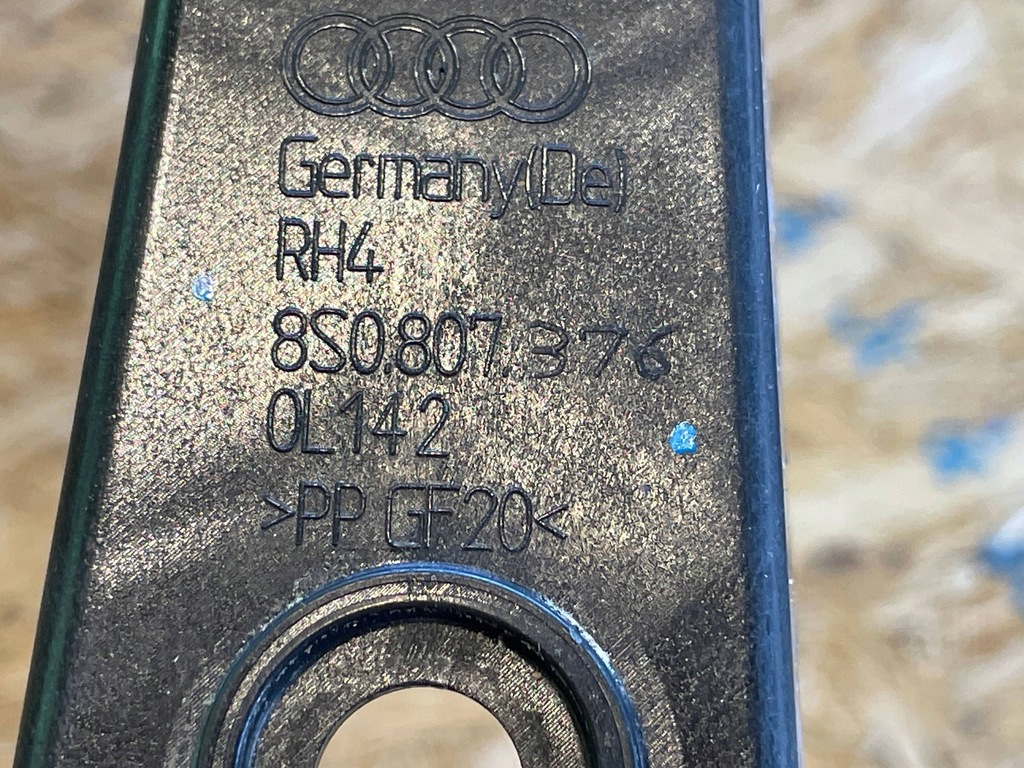 Germany(De)
RH4
8S0.807.376
0L142
>PP GF20<